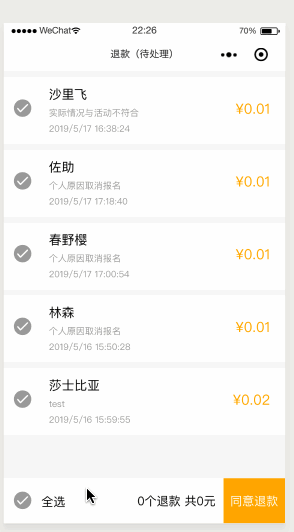 WeChat 22:26 70%
退款（待处理）
沙里飞
实际情况与活动不符合 ¥0.01
2019/5/17 16:38:24
佐助
个人原因取消报名 ¥0.01
2019/5/17 17:18:40
春野樱
个人原因取消报名 ¥0.01
2019/5/17 17:00:54
林森
个人原因取消报名 ¥0.01
2019/5/16 15:50:28
莎士比亚
test ¥0.02
2019/5/16 15:59:55
全选 0个退款 共0元 同意退款